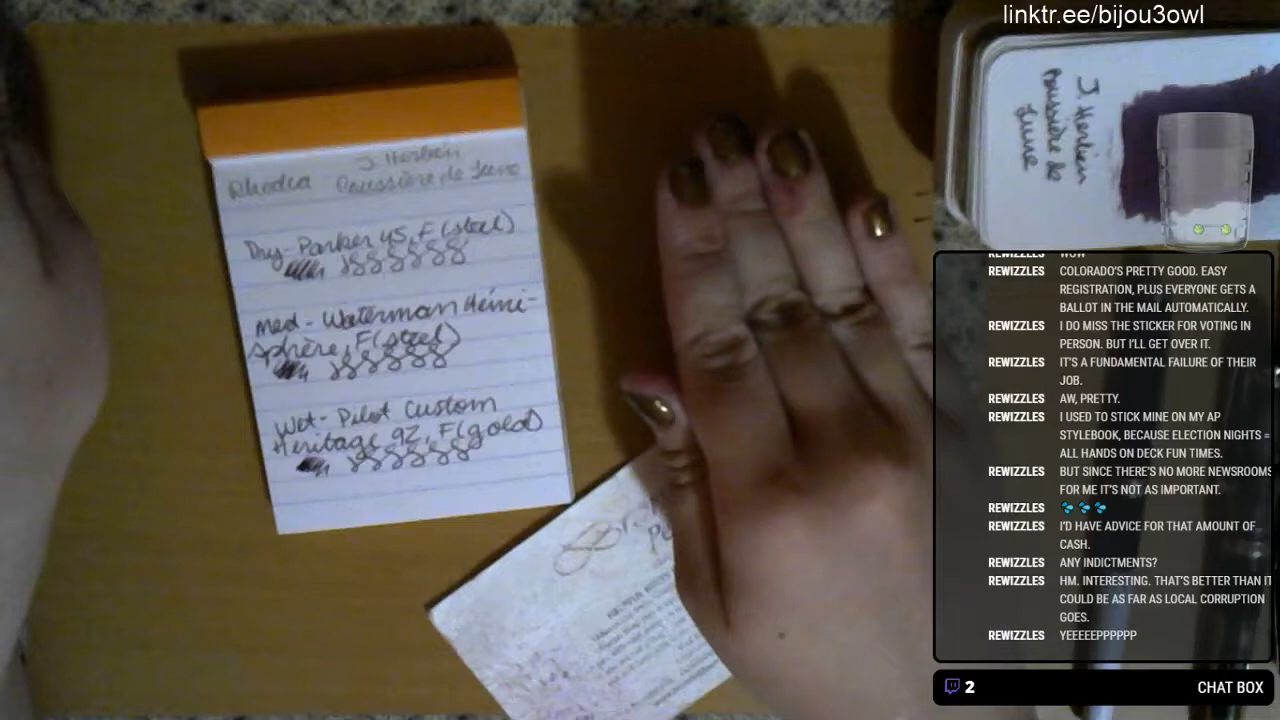 linktr.ee/bijou3owl
J. Herbin
Rhodia Poussière de Lune
Dry - Parker 45, F (steel)
Med - Waterman Hémi-
sphère, F (steel)
Wet - Pilot Custom
Heritage 92, F (gold)
J. Herbin
Poussière de
Lune
REWIZZLES WOW
REWIZZLES COLORADO'S PRETTY GOOD. EASY
REGISTRATION, PLUS EVERYONE GETS A
BALLOT IN THE MAIL AUTOMATICALLY.
REWIZZLES I DO MISS THE STICKER FOR VOTING IN
PERSON. BUT I'LL GET OVER IT.
REWIZZLES IT'S A FUNDAMENTAL FAILURE OF THEIR
JOB.
REWIZZLES AW, PRETTY.
REWIZZLES I USED TO STICK MINE ON MY AP
STYLEBOOK, BECAUSE ELECTION NIGHTS =
ALL HANDS ON DECK FUN TIMES.
REWIZZLES BUT SINCE THERE'S NO MORE NEWSROOMS
FOR ME IT'S NOT AS IMPORTANT.
REWIZZLES
REWIZZLES I'D HAVE ADVICE FOR THAT AMOUNT OF
CASH.
REWIZZLES ANY INDICTMENTS?
REWIZZLES HM. INTERESTING. THAT'S BETTER THAN IT
COULD BE AS FAR AS LOCAL CORRUPTION
GOES.
REWIZZLES YEEEEEPPPPPP
2 CHAT BOX